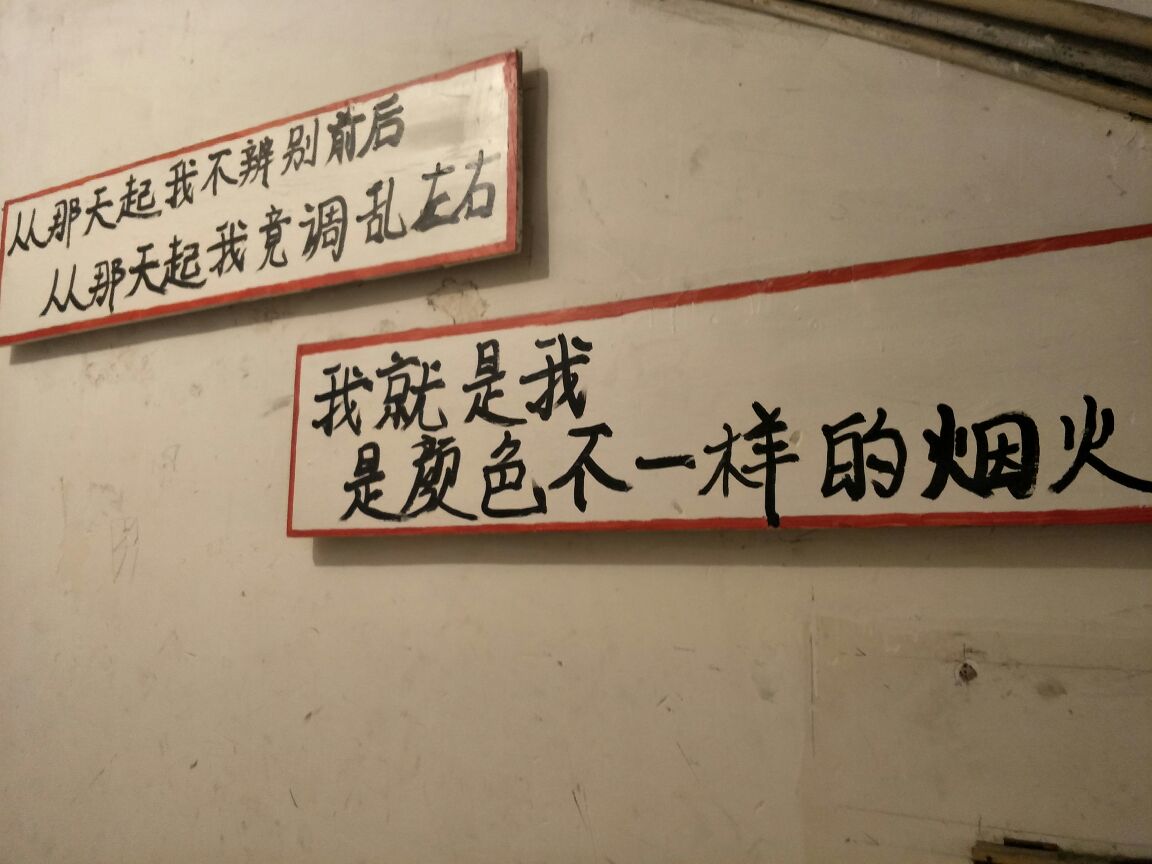 从那天起我不辨别前后
从那天起我竟调乱左右
我就是我
是颜色不一样的烟火